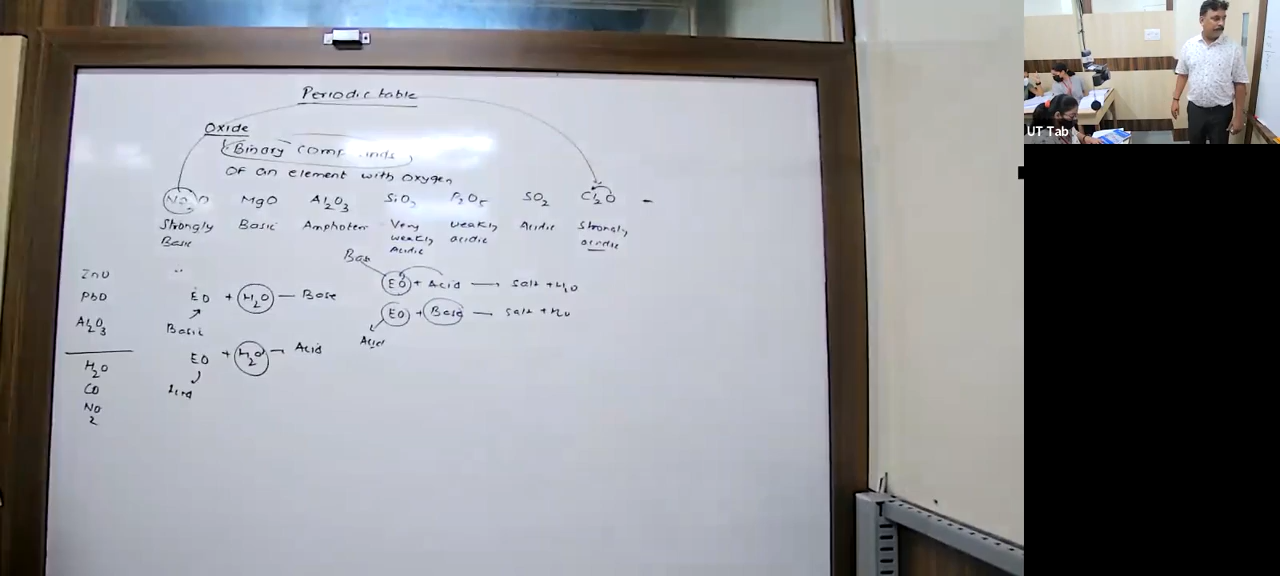 Periodic table
Oxide
Binary compounds
OF an element with oxygen
Na2O MgO Al2O3 SiO2 P2O5 SO2 Cl2O -
Strongly Basic Basic Amphoteric Very weakly Acidic weakly acidic Acidic Strongly acidic
Base
EO + Acid → Salt + H2O
EO + Base → Salt + H2O
Acid
ZnO
PbO
Al2O3
H2O
CO
NO
2
EO + H2O — Base
Basic
EO + H2O → Acid
Acid
UT Tab